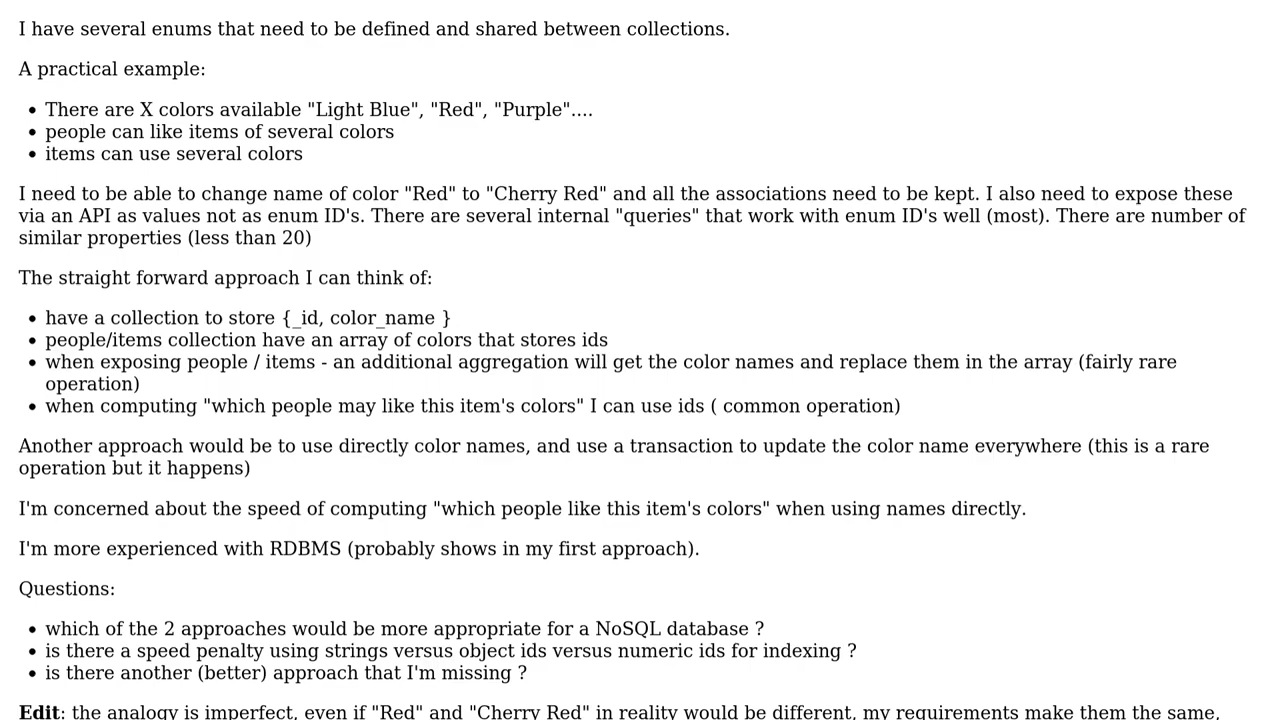 I have several enums that need to be defined and shared between collections.
A practical example:
• There are X colors available "Light Blue", "Red", "Purple"....
• people can like items of several colors
• items can use several colors
I need to be able to change name of color "Red" to "Cherry Red" and all the associations need to be kept. I also need to expose these
via an API as values not as enum ID's. There are several internal "queries" that work with enum ID's well (most). There are number of
similar properties (less than 20)
The straight forward approach I can think of:
• have a collection to store {_id, color_name }
• people/items collection have an array of colors that stores ids
• when exposing people / items - an additional aggregation will get the color names and replace them in the array (fairly rare
operation)
• when computing "which people may like this item's colors" I can use ids ( common operation)
Another approach would be to use directly color names, and use a transaction to update the color name everywhere (this is a rare
operation but it happens)
I'm concerned about the speed of computing "which people like this item's colors" when using names directly.
I'm more experienced with RDBMS (probably shows in my first approach).
Questions:
• which of the 2 approaches would be more appropriate for a NoSQL database ?
• is there a speed penalty using strings versus object ids versus numeric ids for indexing ?
• is there another (better) approach that I'm missing ?
Edit: the analogy is imperfect, even if "Red" and "Cherry Red" in reality would be different, my requirements make them the same,